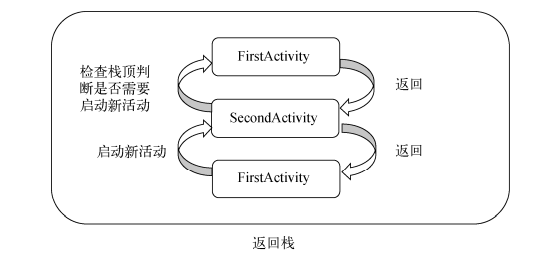 FirstActivity
检查栈顶判
断是否需要
启动新活动
返回
SecondActivity
启动新活动
返回
FirstActivity
返回栈